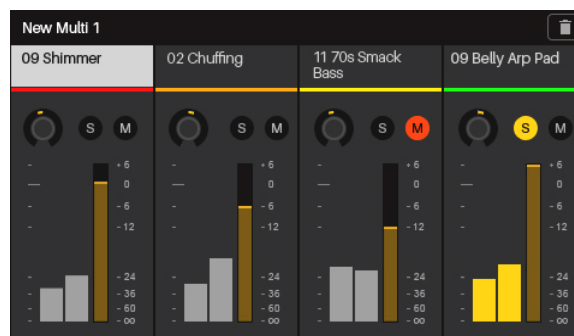 New Multi 1
09 Shimmer
02 Chuffing
11 70s Smack
Bass
09 Belly Arp Pad
S M
S M
S M
S M
- + 6
- 0
- - 6
- - 12
- - 24
- - 36
- - 60
- - ∞
- + 6
- 0
- - 6
- - 12
- - 24
- - 36
- - 60
- - ∞
- + 6
- 0
- - 6
- - 12
- - 24
- - 36
- - 60
- - ∞
- + 6
- 0
- - 6
- - 12
- - 24
- - 36
- - 60
- - ∞